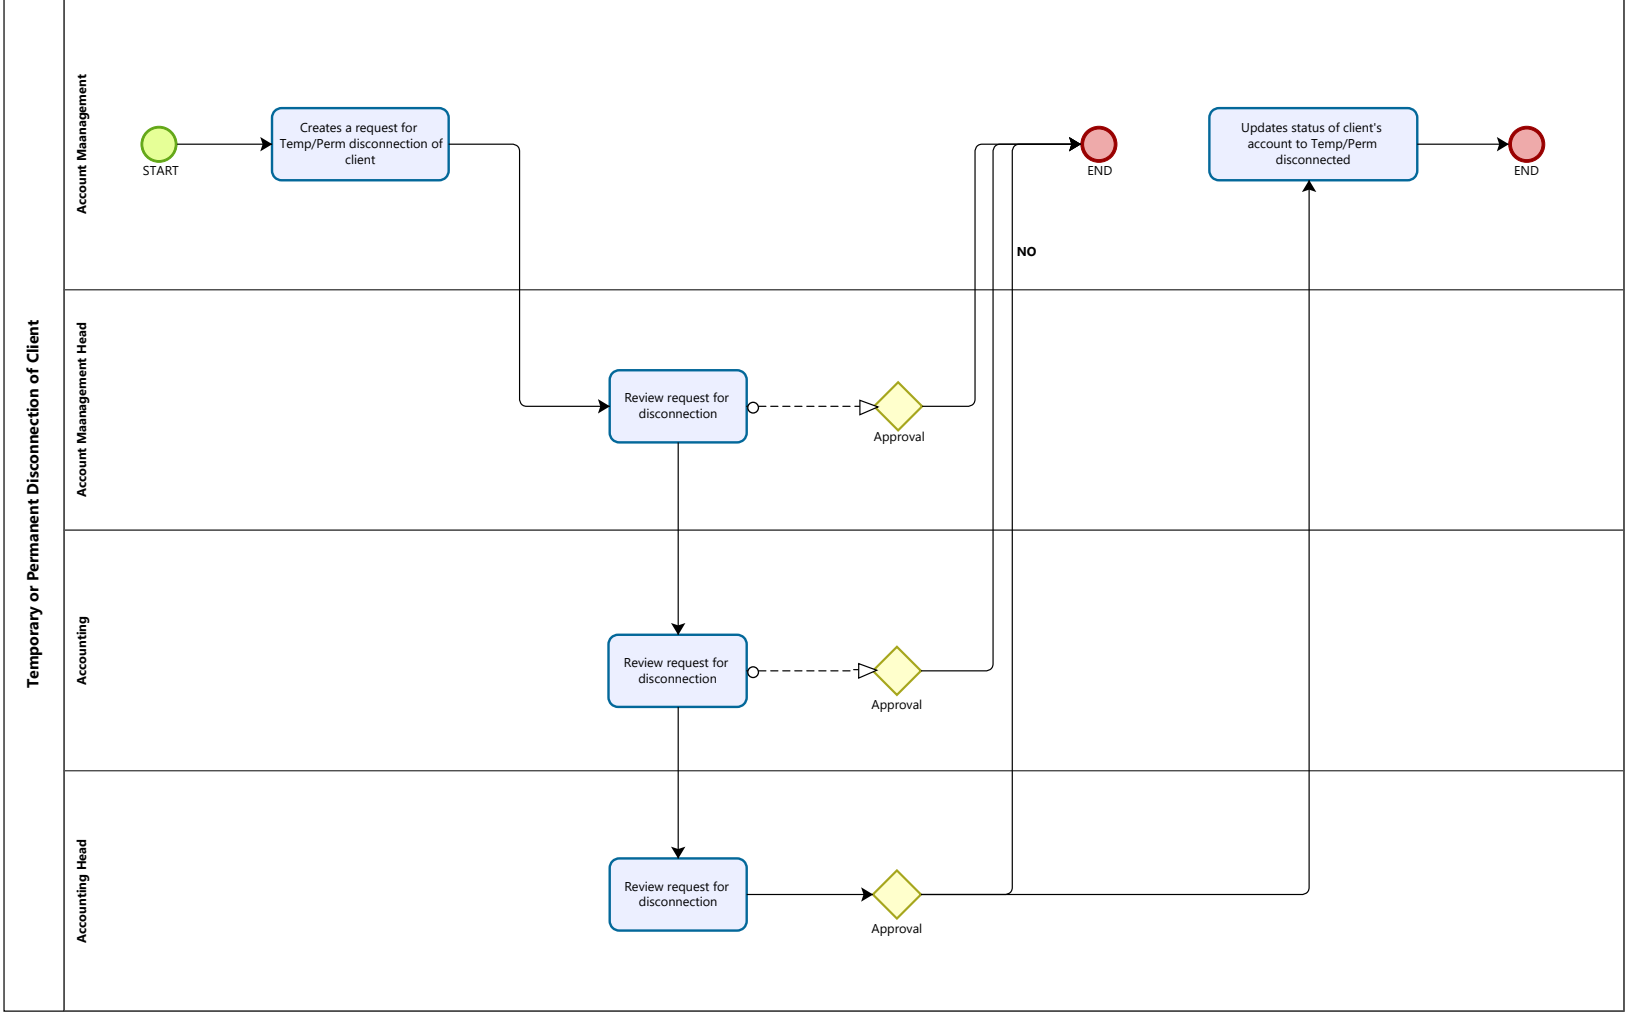 Temporary or Permanent Disconnection of Client
Account Maanagement
START
Creates a request for
Temp/Perm disconnection of
client
END
Updates status of client's
account to Temp/Perm
disconnected
END
NO
Account Maanagement Head
Review request for
disconnection
Approval
Accounting
Review request for
disconnection
Approval
Accounting Head
Review request for
disconnection
Approval